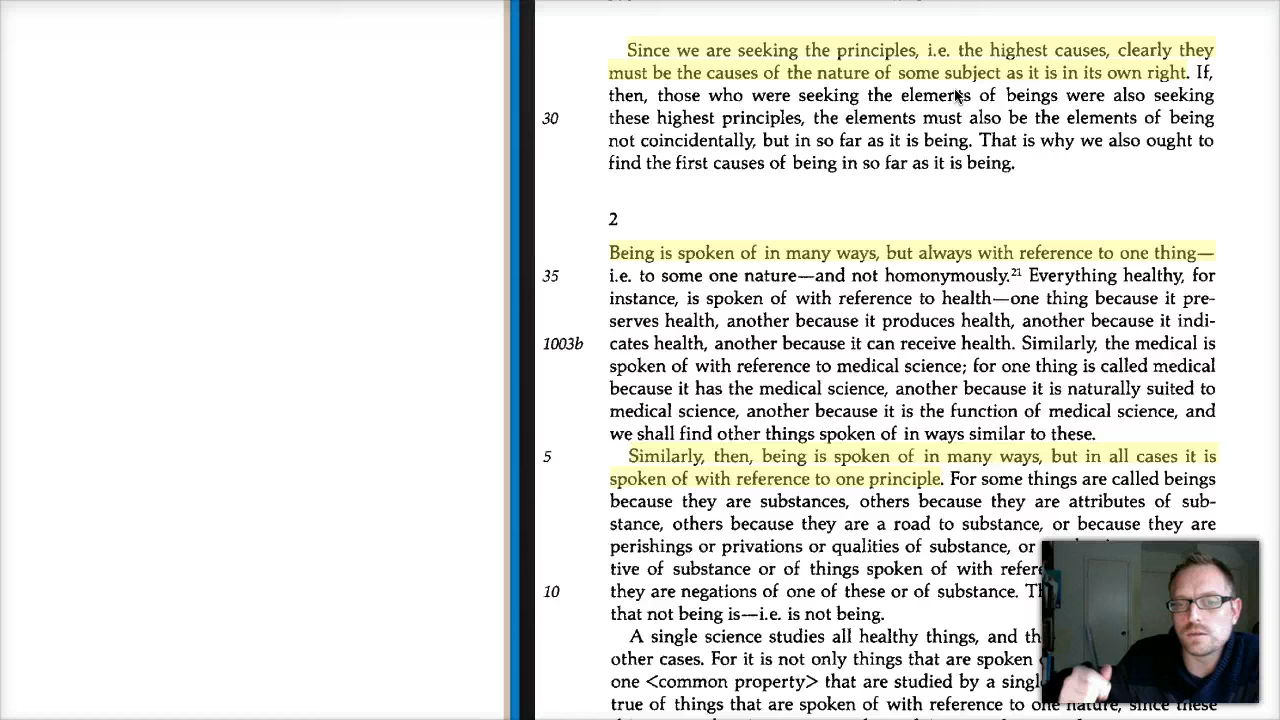 Since we are seeking the principles, i.e. the highest causes, clearly they
must be the causes of the nature of some subject as it is in its own right. If,
then, those who were seeking the elements of beings were also seeking
30 these highest principles, the elements must also be the elements of being
not coincidentally, but in so far as it is being. That is why we also ought to
find the first causes of being in so far as it is being.
2
Being is spoken of in many ways, but always with reference to one thing—
35 i.e. to some one nature—and not homonymously.²¹ Everything healthy, for
instance, is spoken of with reference to health—one thing because it pre-
serves health, another because it produces health, another because it indi-
1003b cates health, another because it can receive health. Similarly, the medical is
spoken of with reference to medical science; for one thing is called medical
because it has the medical science, another because it is naturally suited to
medical science, another because it is the function of medical science, and
we shall find other things spoken of in ways similar to these.
5 Similarly, then, being is spoken of in many ways, but in all cases it is
spoken of with reference to one principle. For some things are called beings
because they are substances, others because they are attributes of sub-
stance, others because they are a road to substance, or because they are
perishings or privations or qualities of substance, or
tive of substance or of things spoken of with refere
10 they are negations of one of these or of substance.
that not being is—i.e. is not being.
A single science studies all healthy things, and th
other cases. For it is not only things that are spoken
one <common property> that are studied by a singl
true of things that are spoken of with reference to one nature, since these